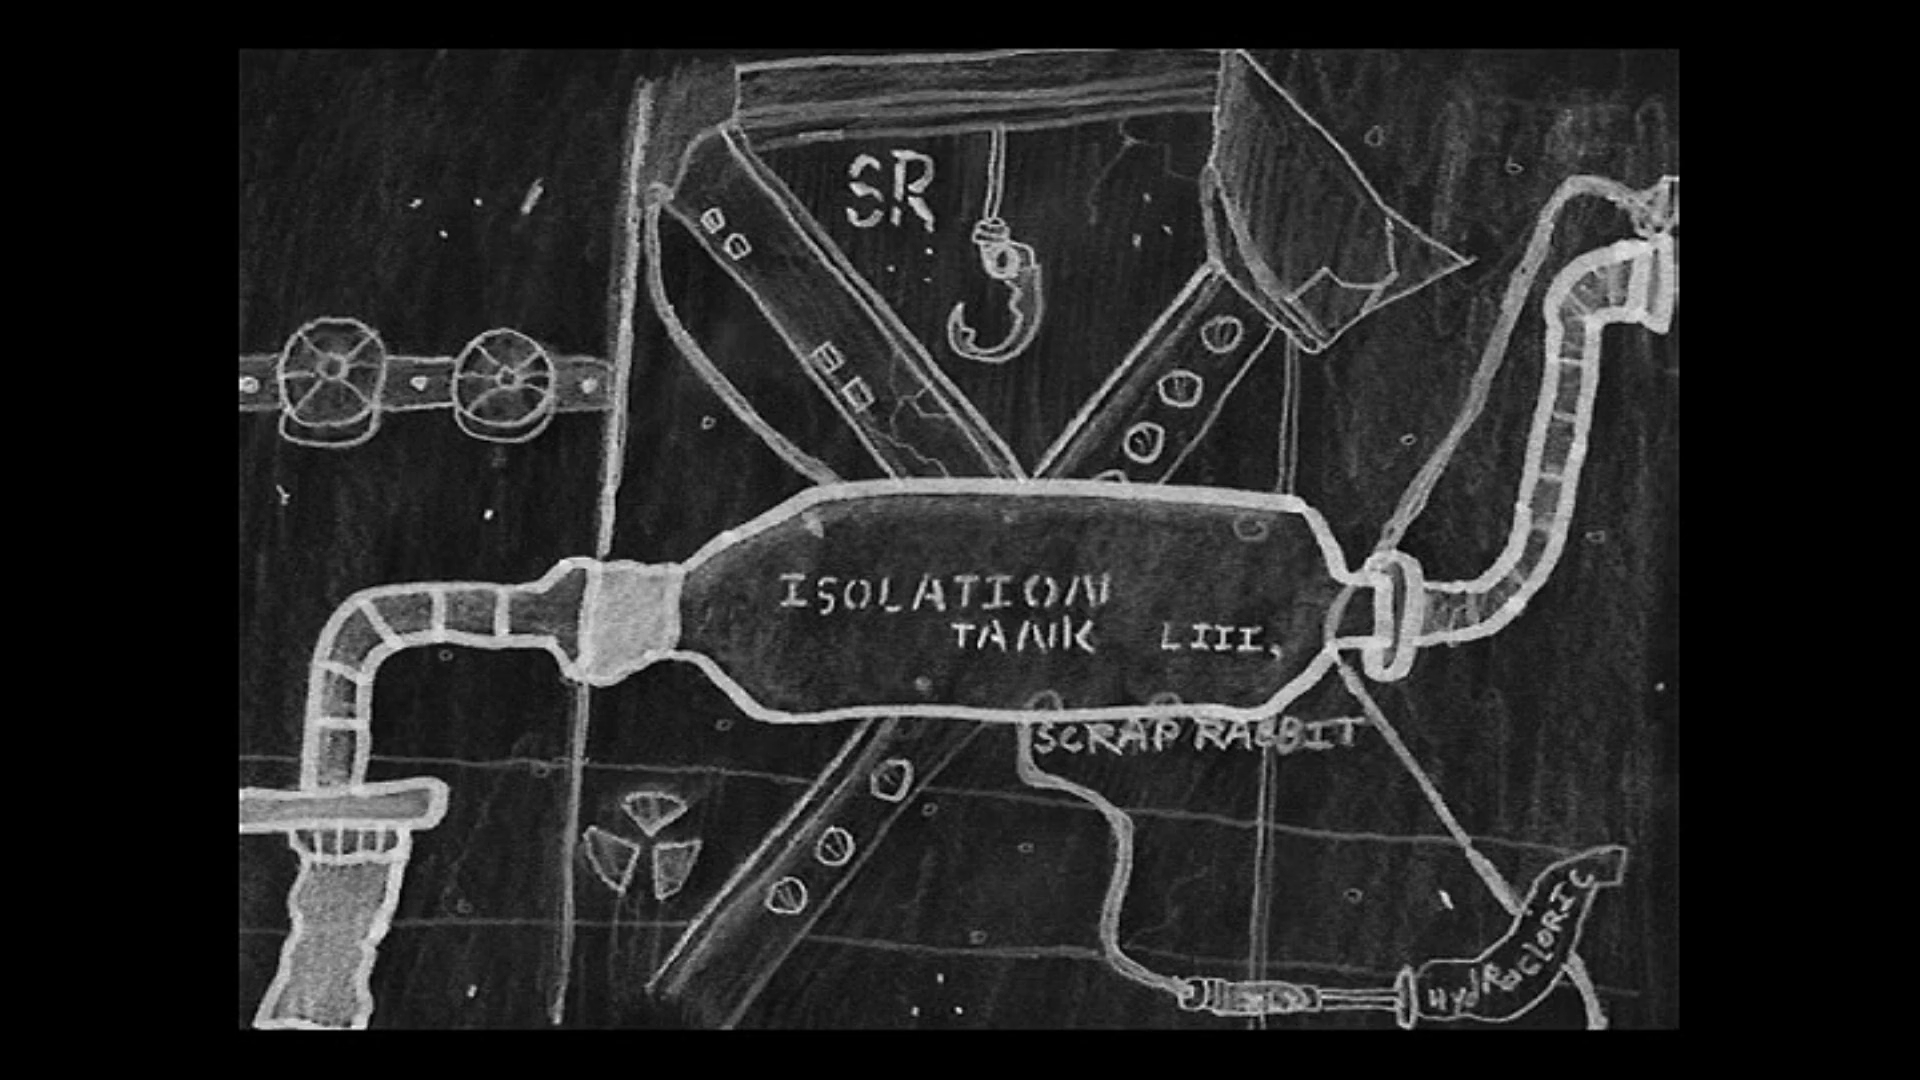 SR
ISOLATION
TANK LIII,
SCRAP RABBIT
HYdRoclORIC